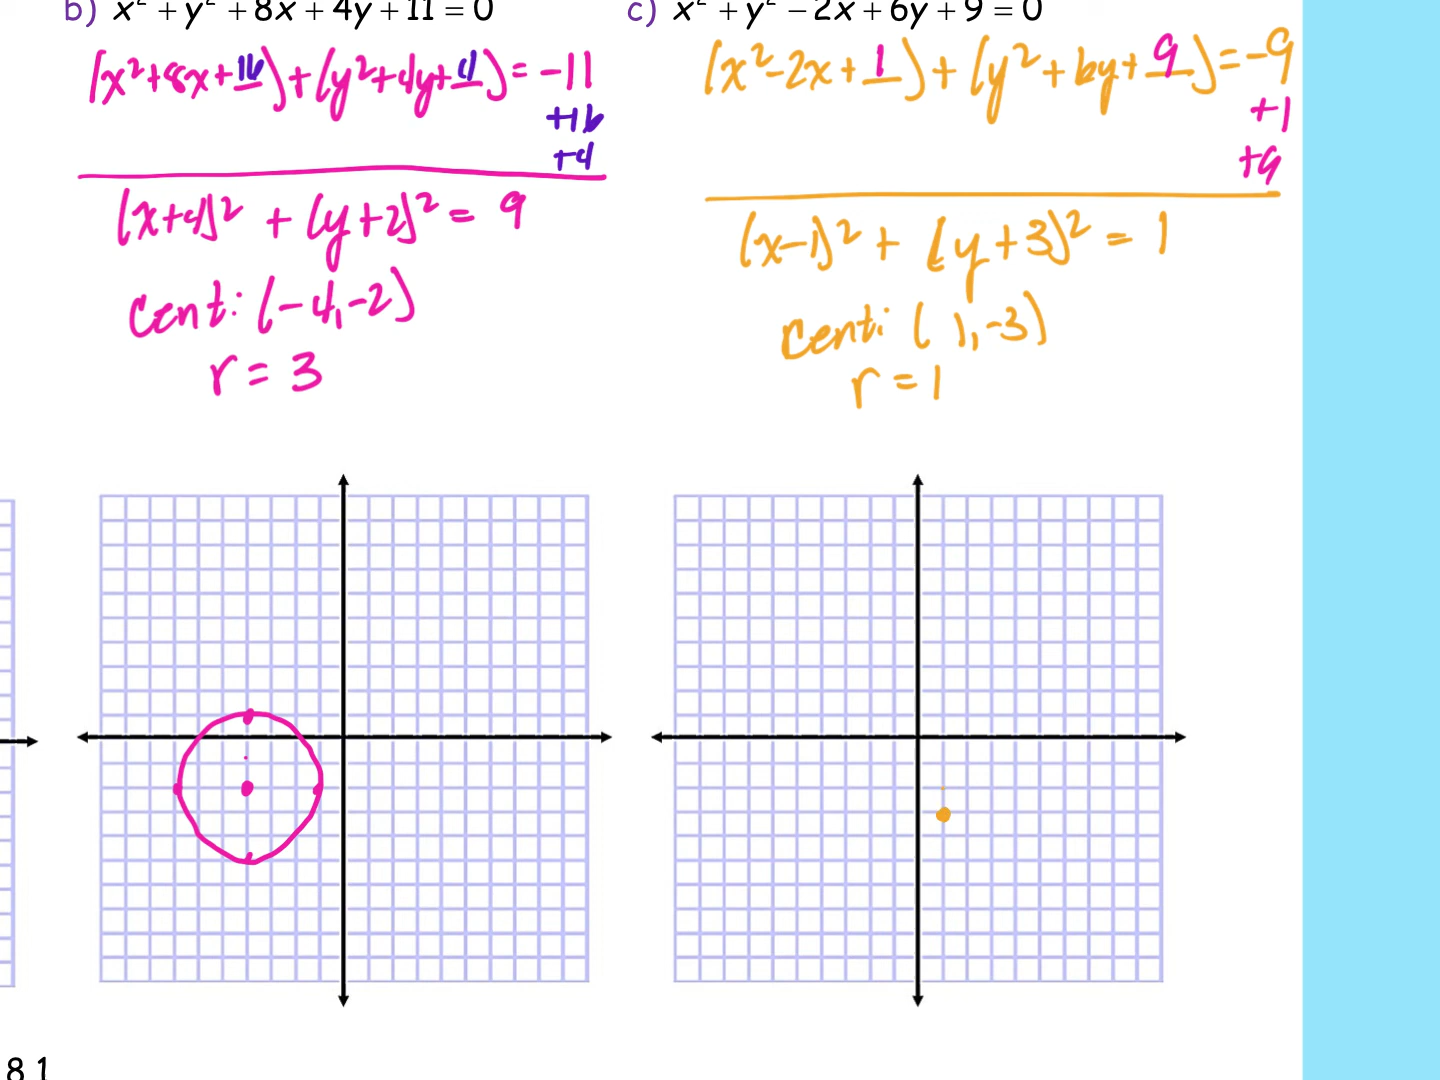 b) x² + y² + 8x + 4y + 11 = 0
(x²+8x+16)+(y²+4y+4)=-11
+16
+4
(x+4)² + (y+2)² = 9
cent: (-4,-2)
r = 3
c) x² + y² − 2x + 6y + 9 = 0
(x²-2x+1)+(y²+6y+9)=-9
+1
+9
(x-1)² + (y+3)² = 1
cent: (1,-3)
r = 1
81